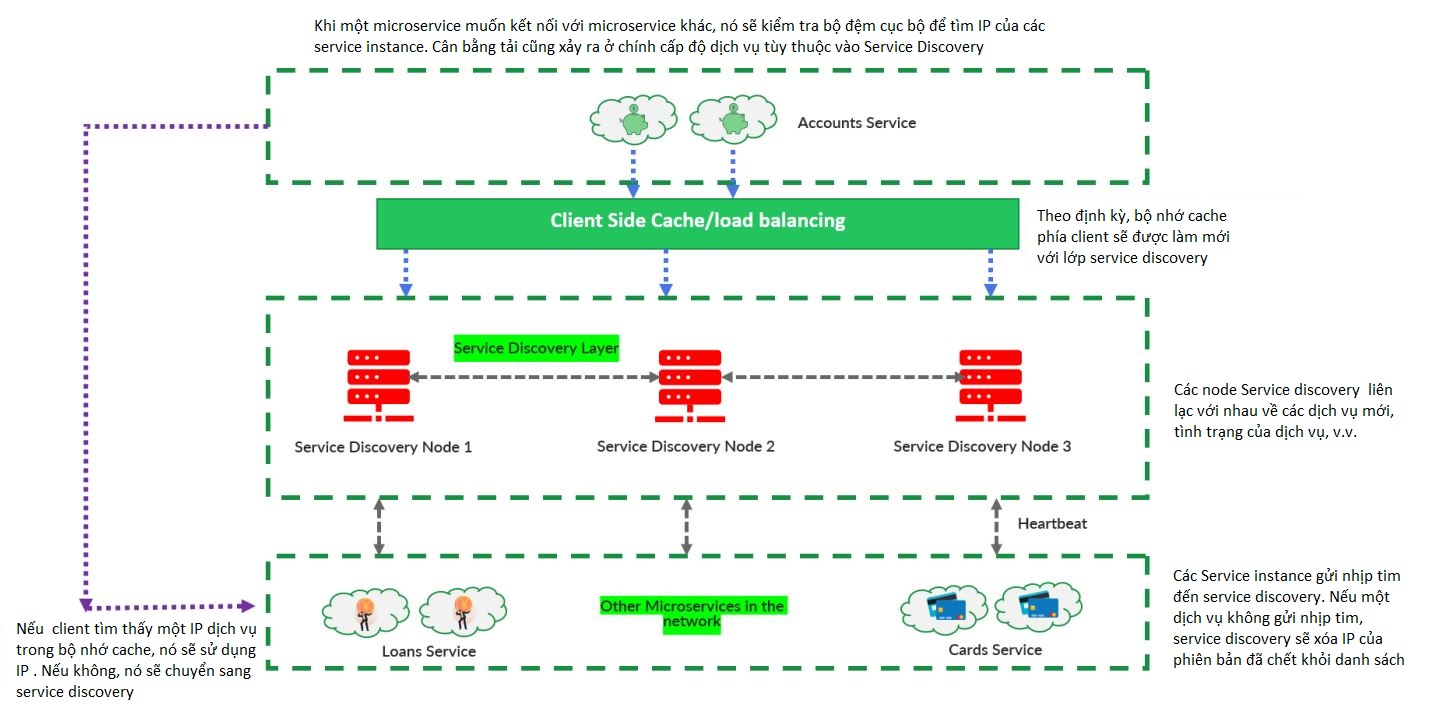 Khi một microservice muốn kết nối với microservice khác, nó sẽ kiểm tra bộ đệm cục bộ để tìm IP của các
service instance. Cân bằng tải cũng xảy ra ở chính cấp độ dịch vụ tùy thuộc vào Service Discovery
Accounts Service
Client Side Cache/load balancing
Theo định kỳ, bộ nhớ cache
phía client sẽ được làm mới
với lớp service discovery
Service Discovery Layer
Service Discovery Node 1
Service Discovery Node 2
Service Discovery Node 3
Các node Service discovery liên
lạc với nhau về các dịch vụ mới,
tình trạng của dịch vụ, v.v.
Heartbeat
Loans Service
Other Microservices in the
network
Cards Service
Các Service instance gửi nhịp tim
đến service discovery. Nếu một
dịch vụ không gửi nhịp tim,
service discovery sẽ xóa IP của
phiên bản đã chết khỏi danh sách
Nếu client tìm thấy một IP dịch vụ
trong bộ nhớ cache, nó sẽ sử dụng
IP . Nếu không, nó sẽ chuyển sang
service discovery